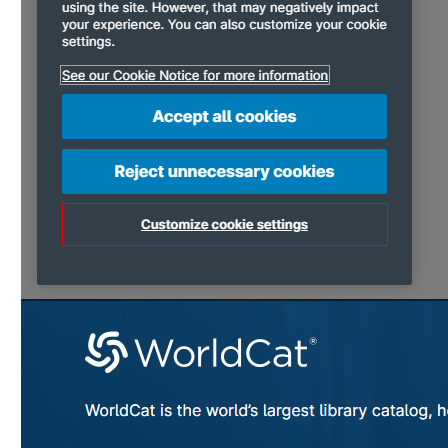 using the site. However, that may negatively impact
your experience. You can also customize your cookie
settings.
See our Cookie Notice for more information
Accept all cookies
Reject unnecessary cookies
Customize cookie settings
WorldCat®
WorldCat is the world's largest library catalog,